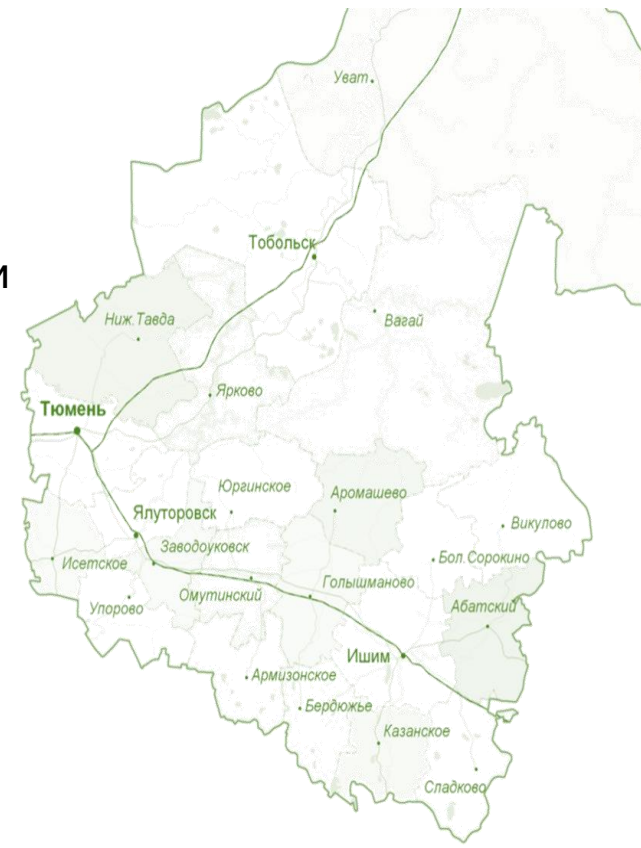 Уват
Тобольск
и
Ниж.Тавда
Вагай
Ярково
Тюмень
Юргинское
Аромашево
Ялуторовск
Викулово
Заводоуковск
Бол.Сорокино
Исетское
Голышманово
Омутинский
Упорово
Абатский
Ишим
Армизонское
Бердюжье
Казанское
Сладково